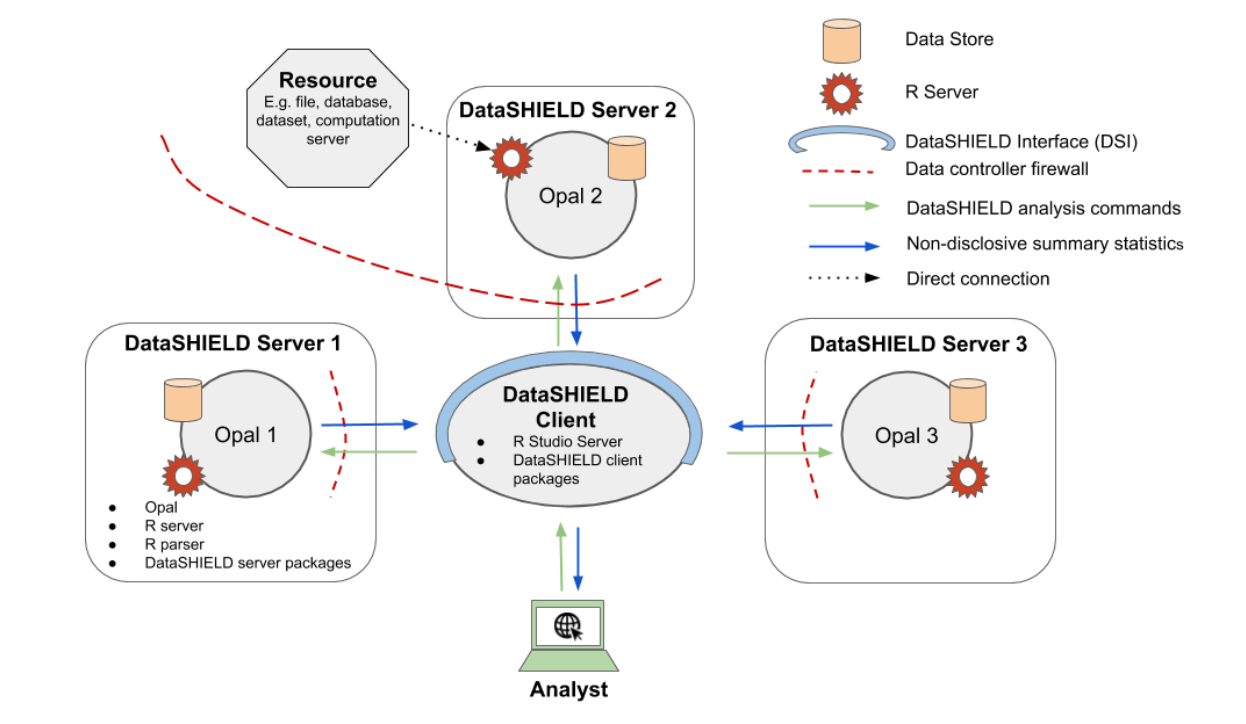 Resource
E.g. file, database,
dataset, computation
server
DataSHIELD Server 2
Opal 2
Data Store
R Server
DataSHIELD Interface (DSI)
Data controller firewall
DataSHIELD analysis commands
Non-disclosive summary statistics
Direct connection
DataSHIELD Server 1
Opal 1
● Opal
● R server
● R parser
● DataSHIELD server packages
DataSHIELD
Client
● R Studio Server
● DataSHIELD client
packages
DataSHIELD Server 3
Opal 3
Analyst